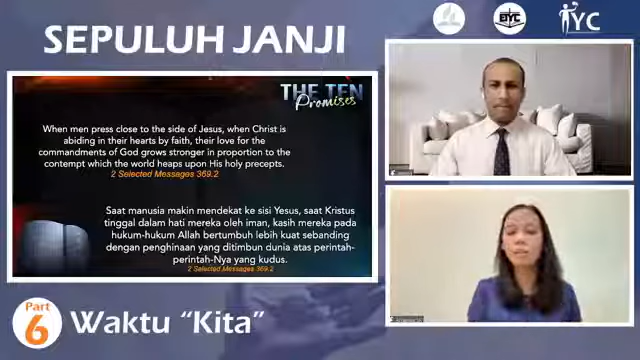 BYC
iYC
SEPULUH JANJI
THE TEN
Promises
When men press close to the side of Jesus, when Christ is
abiding in their hearts by faith, their love for the
commandments of God grows stronger in proportion to the
contempt which the world heaps upon His holy precepts.
2 Selected Messages 369.2
Saat manusia makin mendekat ke sisi Yesus, saat Kristus
tinggal dalam hati mereka oleh iman, kasih mereka pada
hukum-hukum Allah bertumbuh lebih kuat sebanding
dengan penghinaan yang ditimbun dunia atas perintah-
perintah-Nya yang kudus.
2 Selected Messages 369.2
Part
6
Waktu “Kita”